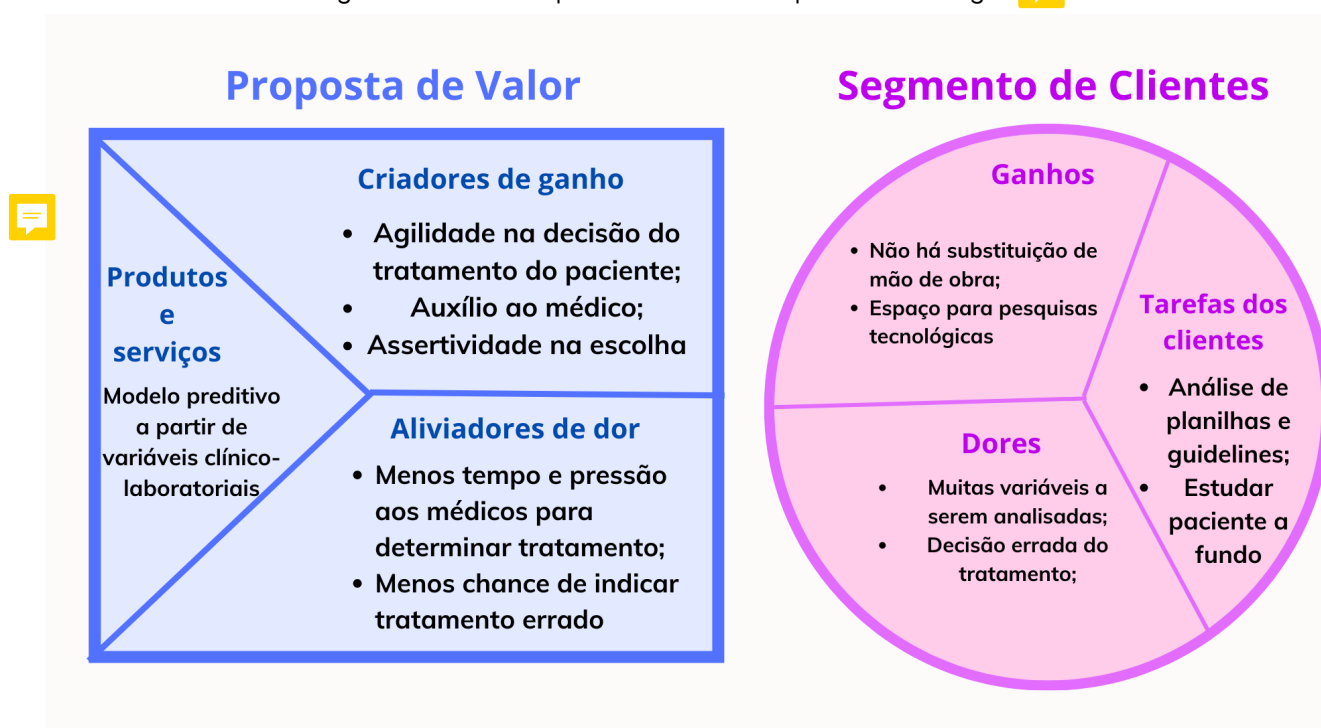 Proposta de Valor
Segmento de Clientes
Criadores de ganho
• Agilidade na decisão do
tratamento do paciente;
• Auxílio ao médico;
• Assertividade na escolha
Produtos
e
serviços
Modelo preditivo
a partir de
variáveis clínico-
laboratoriais
Aliviadores de dor
• Menos tempo e pressão
aos médicos para
determinar tratamento;
• Menos chance de indicar
tratamento errado
Ganhos
• Não há substituição de
mão de obra;
• Espaço para pesquisas
tecnológicas
Tarefas dos
clientes
• Análise de
planilhas e
guidelines;
• Estudar
paciente a
fundo
Dores
• Muitas variáveis a
serem analisadas;
• Decisão errada do
tratamento;